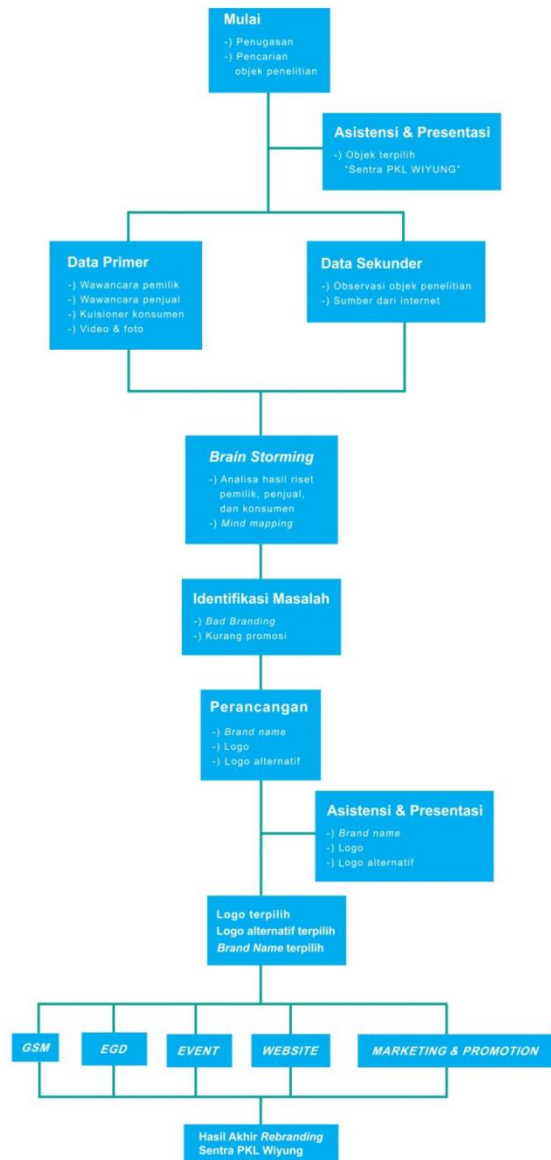 Mulai
-) Penugasan
-) Pencarian
objek penelitian
Asistensi & Presentasi
-) Objek terpilih
"Sentra PKL WIYUNG"
Data Primer
-) Wawancara pemilik
-) Wawancara penjual
-) Kuisioner konsumen
-) Video & foto
Data Sekunder
-) Observasi objek penelitian
-) Sumber dari internet
Brain Storming
-) Analisa hasil riset
pemilik, penjual,
dan konsumen
-) Mind mapping
Identifikasi Masalah
-) Bad Branding
-) Kurang promosi
Perancangan
-) Brand name
-) Logo
-) Logo alternatif
Asistensi & Presentasi
-) Brand name
-) Logo
-) Logo alternatif
Logo terpilih
Logo alternatif terpilih
Brand Name terpilih
GSM
EGD
EVENT
WEBSITE
MARKETING & PROMOTION
Hasil Akhir Rebranding
Sentra PKL Wiyung